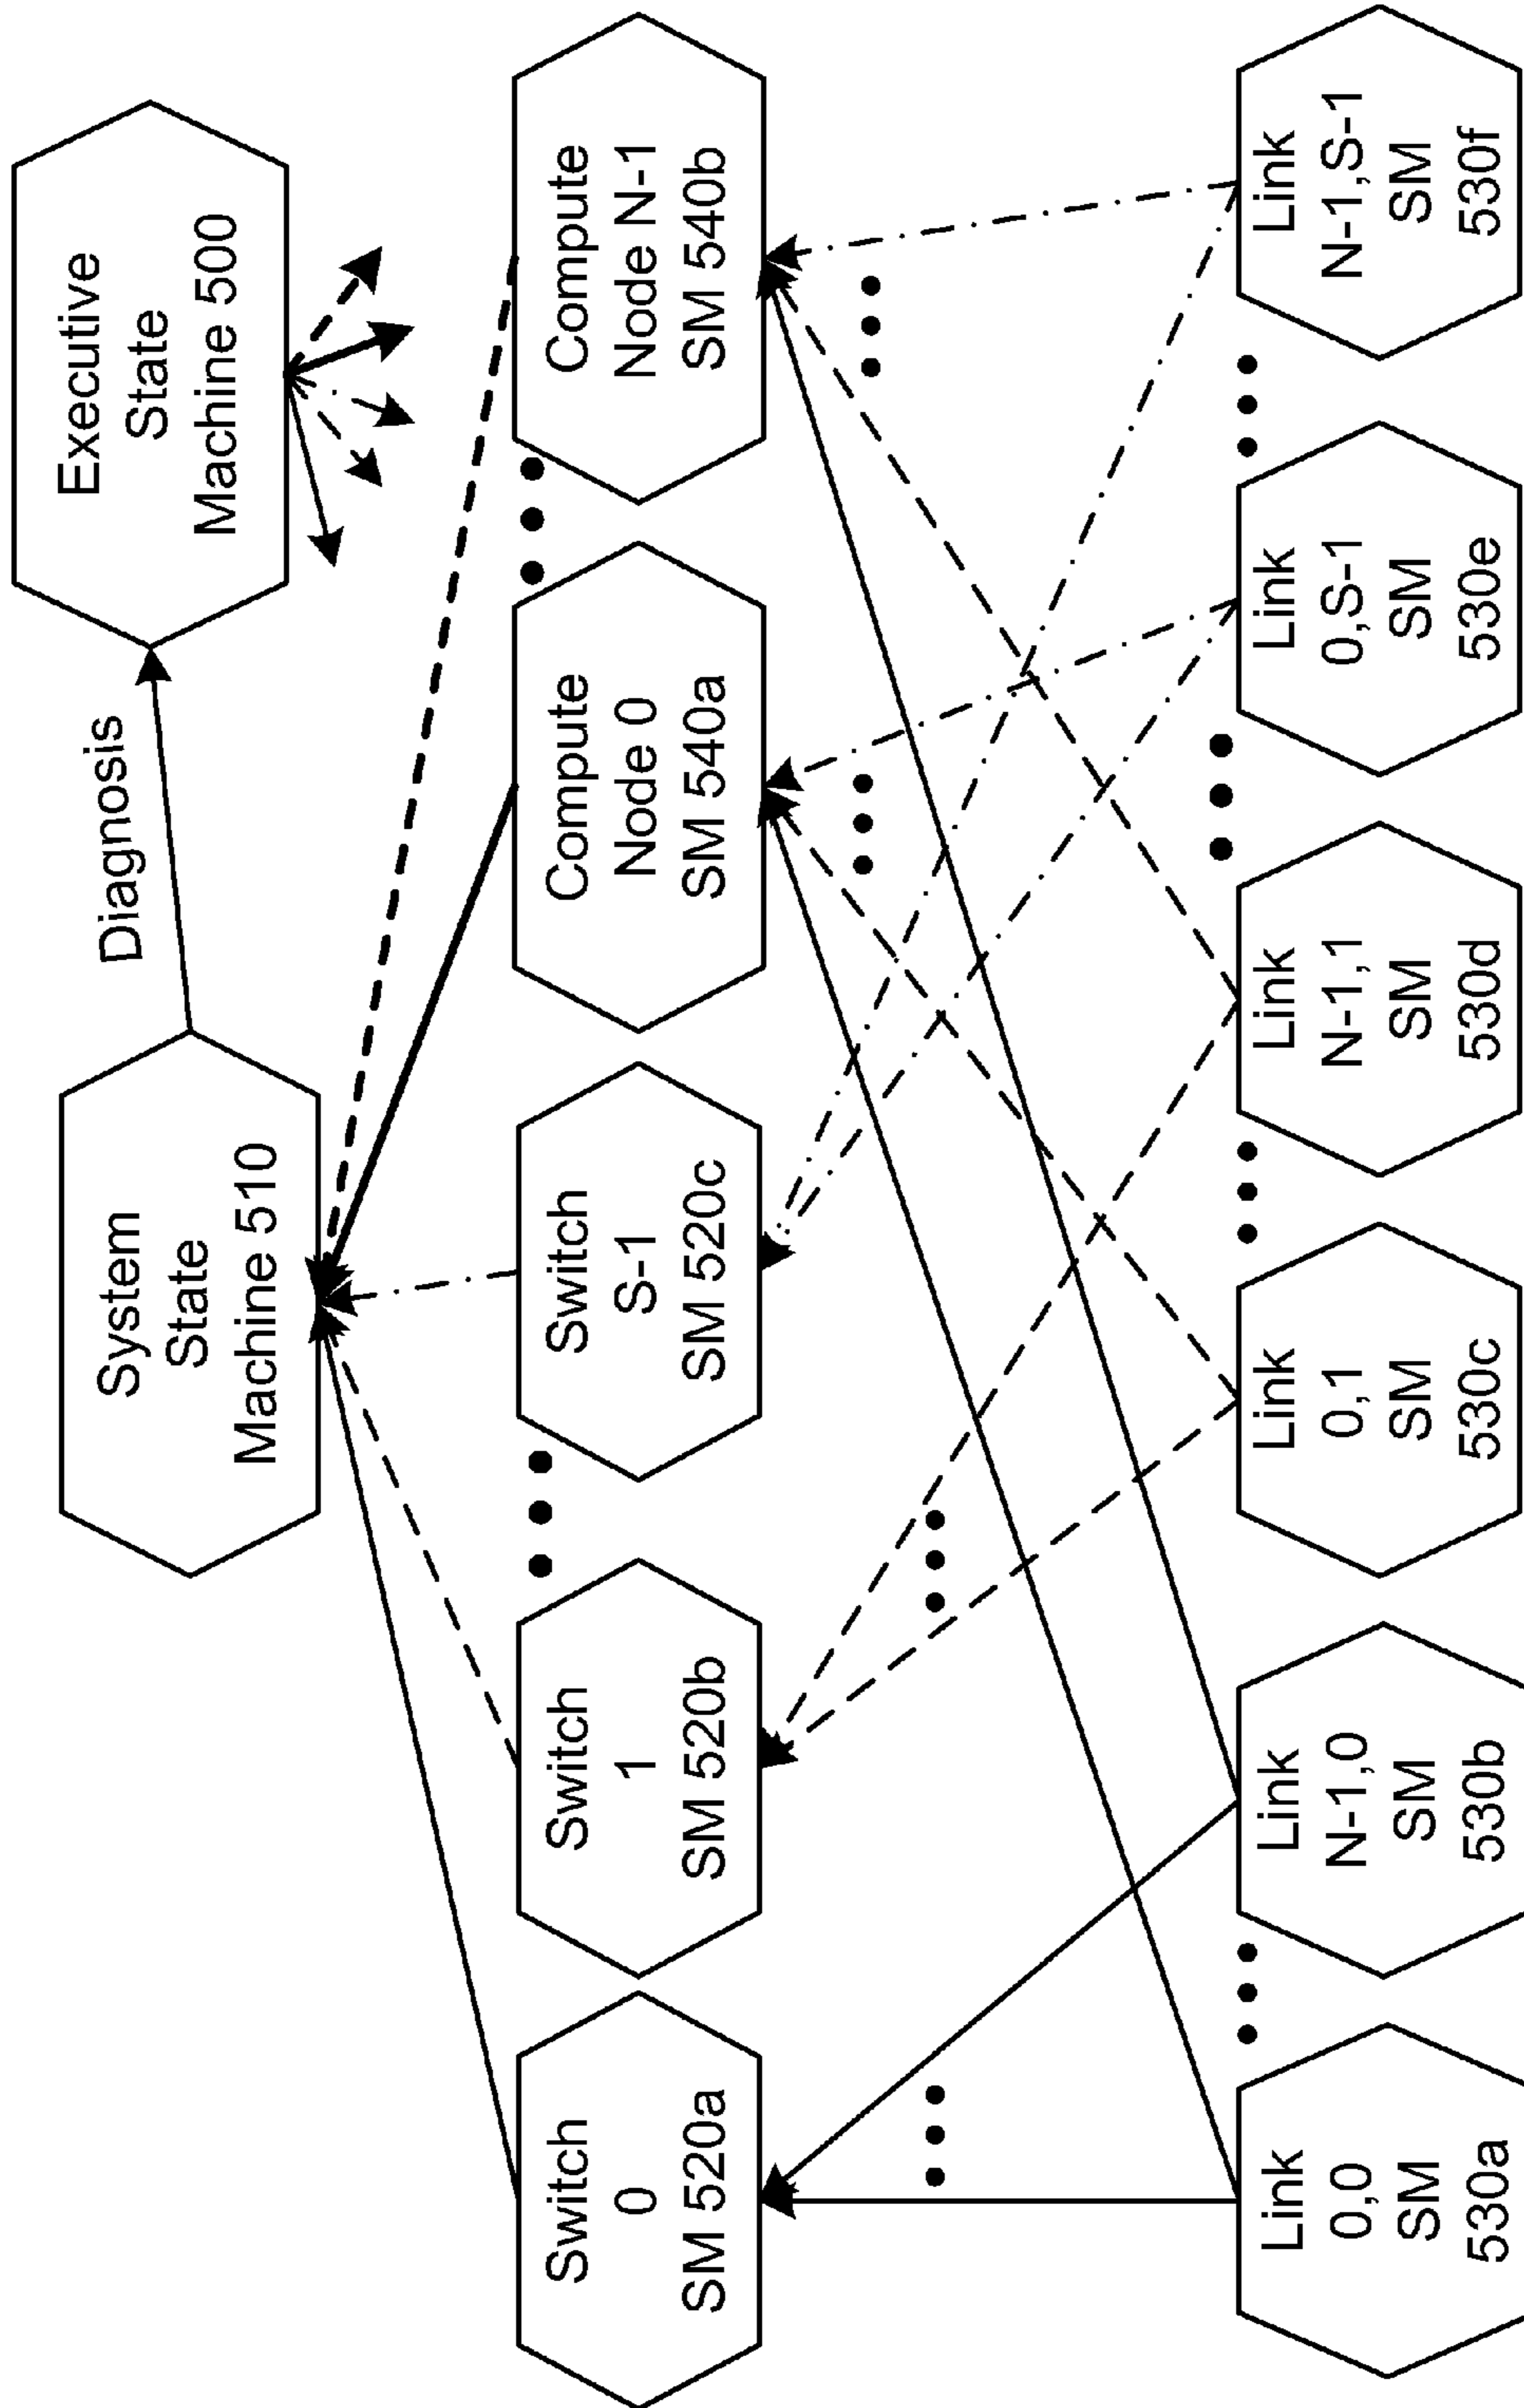 System
State
Machine 510
Diagnosis
Executive
State
Machine 500
Switch
0
SM 520a
Switch
1
SM 520b
Switch
S-1
SM 520c
Compute
Node 0
SM 540a
Compute
Node N-1
SM 540b
Link
0,0
SM
530a
Link
N-1,0
SM
530b
Link
0,1
SM
530c
Link
N-1,1
SM
530d
Link
0,S-1
SM
530e
Link
N-1,S-1
SM
530f